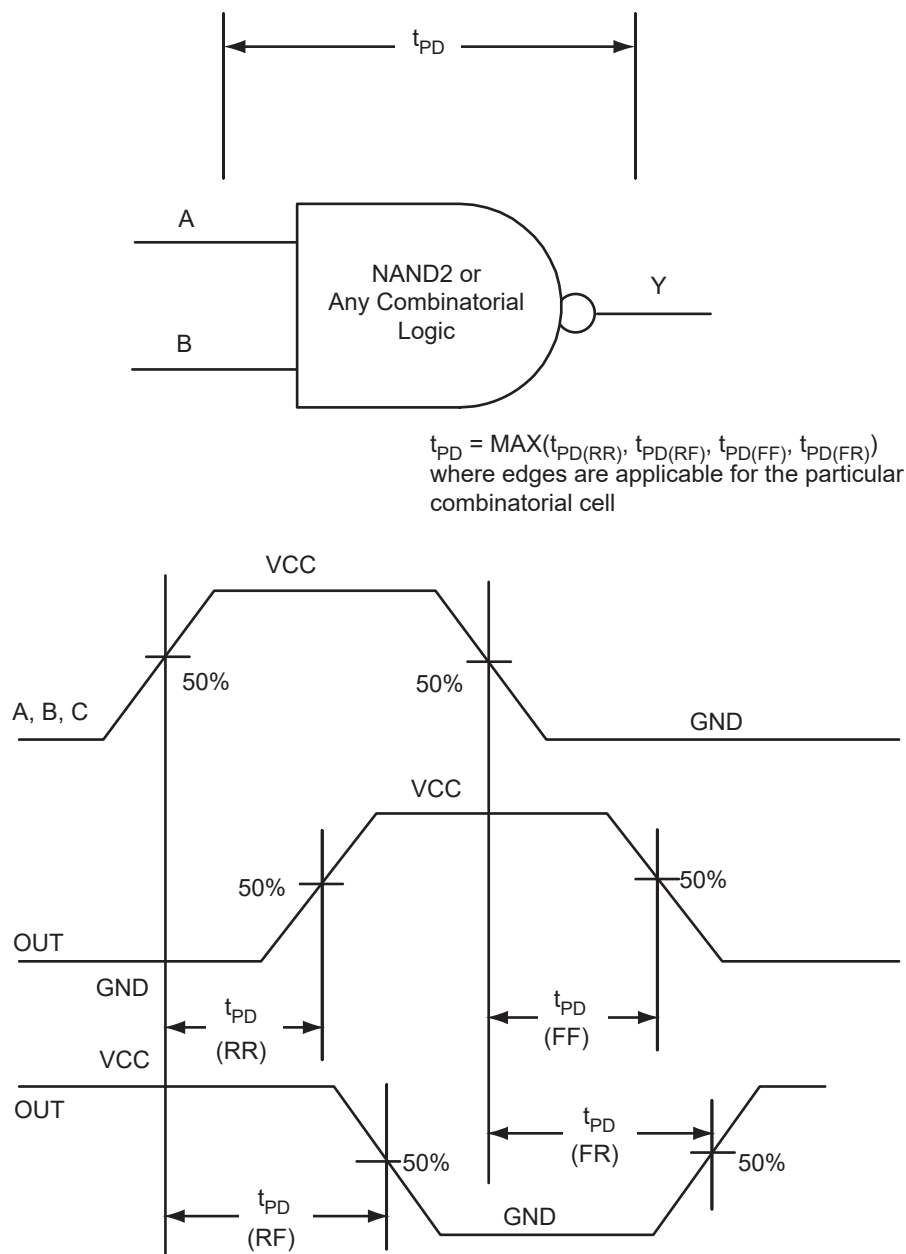 tPD
A
NAND2 or
Any Combinatorial
Logic
Y
B
tPD = MAX(tPD(RR), tPD(RF), tPD(FF), tPD(FR))
where edges are applicable for the particular
combinatorial cell
VCC
50%
50%
A, B, C
GND
VCC
50%
50%
OUT
GND
tPD
(RR)
tPD
(FF)
VCC
OUT
tPD
(FR)
50%
50%
tPD
(RF)
GND